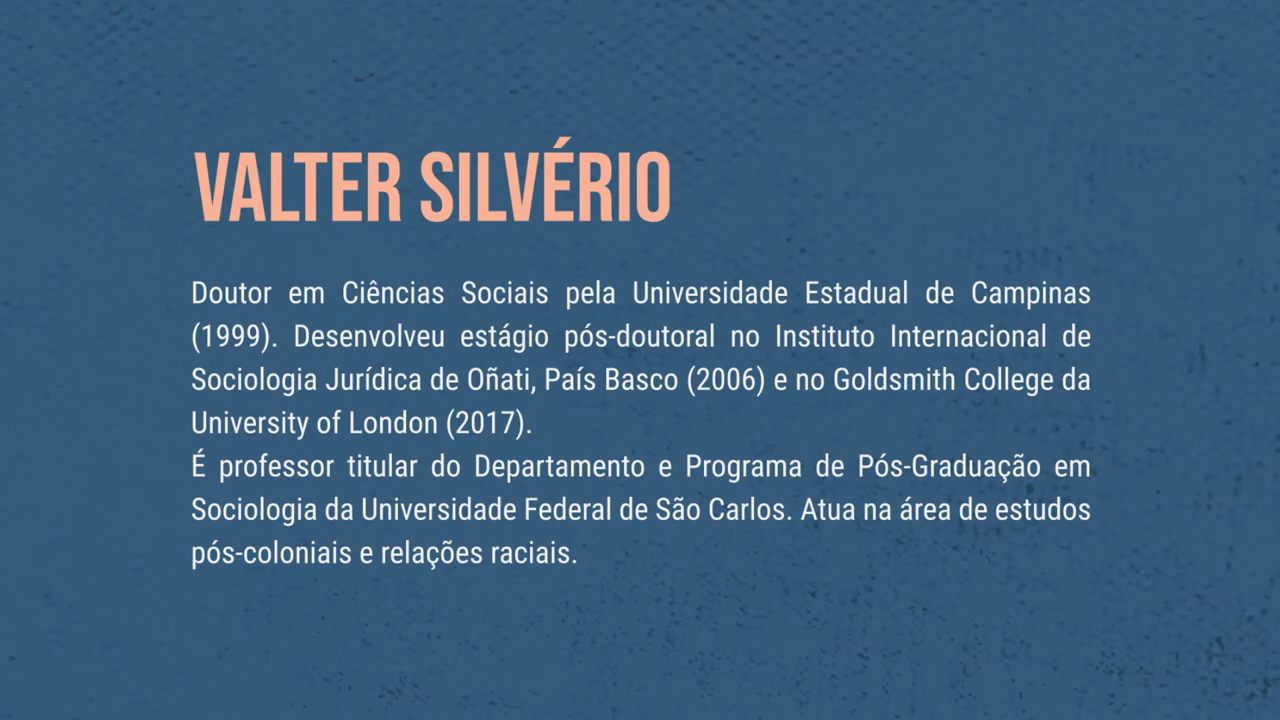 VALTER SILVÉRIO
Doutor em Ciências Sociais pela Universidade Estadual de Campinas
(1999). Desenvolveu estágio pós-doutoral no Instituto Internacional de
Sociologia Jurídica de Oñati, País Basco (2006) e no Goldsmith College da
University of London (2017).
É professor titular do Departamento e Programa de Pós-Graduação em
Sociologia da Universidade Federal de São Carlos. Atua na área de estudos
pós-coloniais e relações raciais.